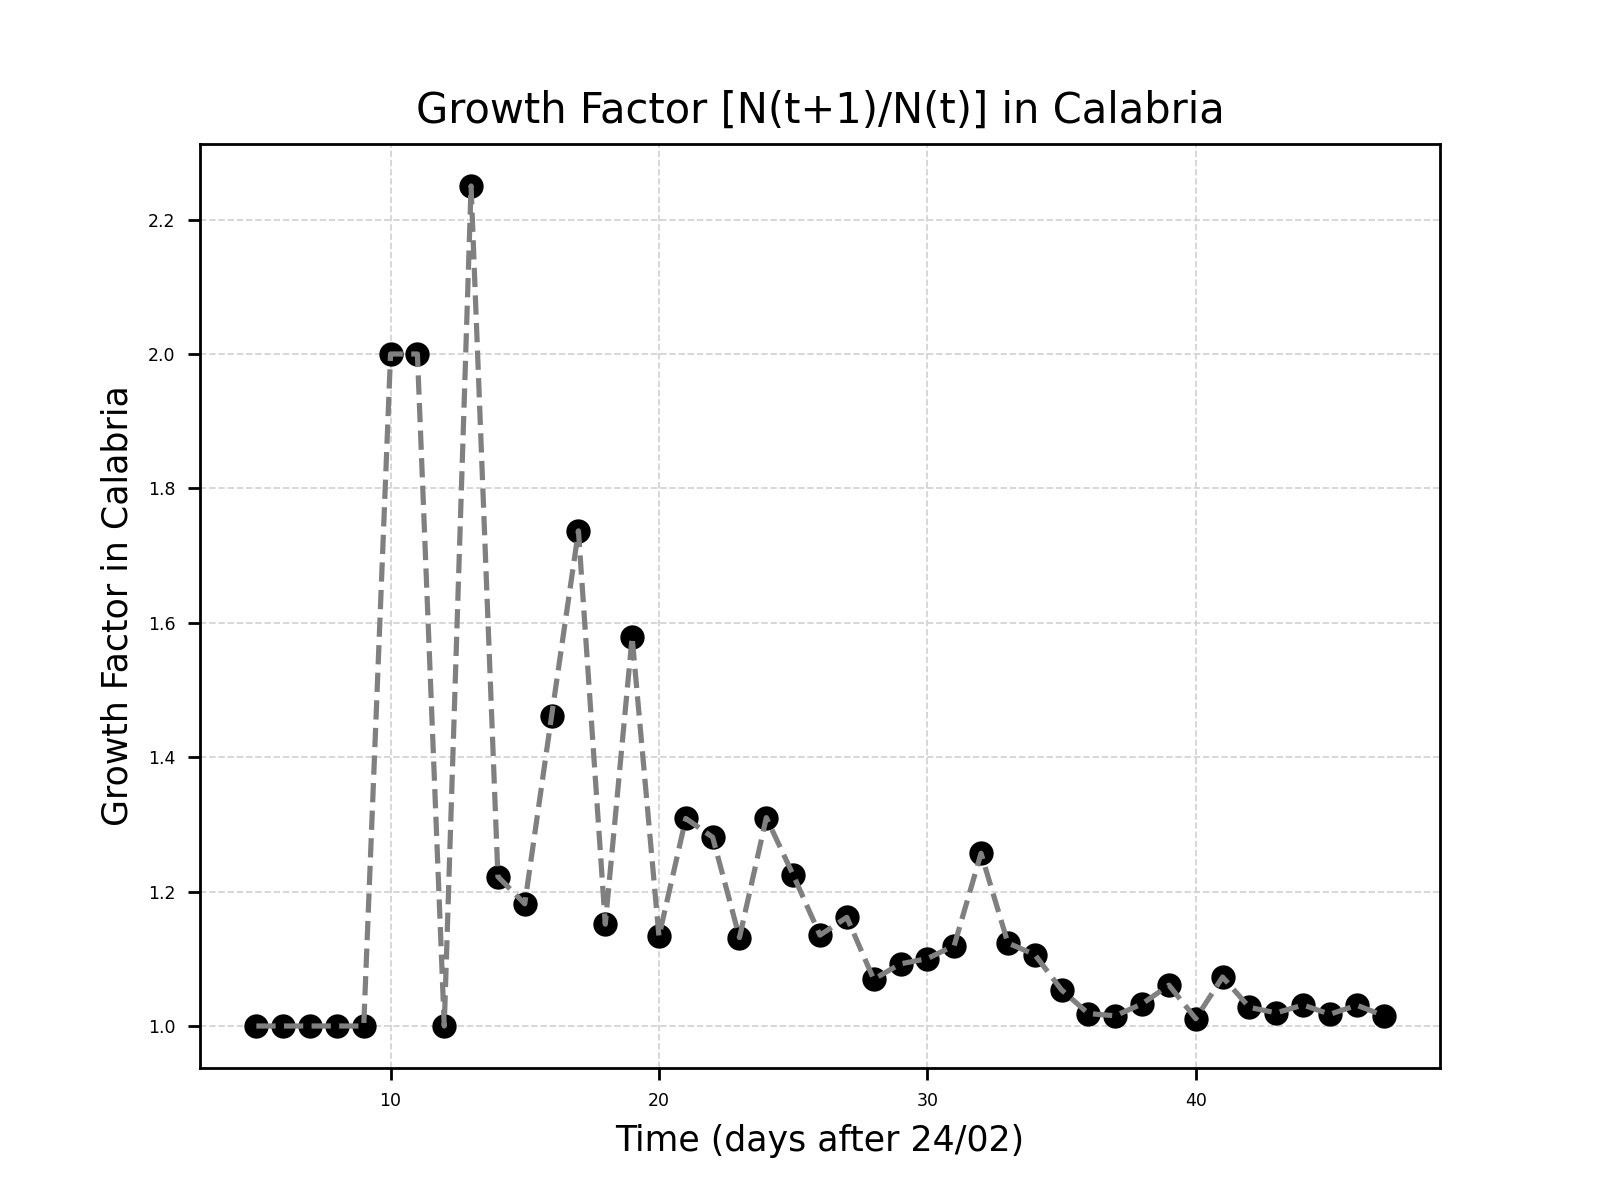 Growth Factor [N(t+1)/N(t)] in Calabria
Growth Factor in Calabria
2.2
2.0
1.8
1.6
1.4
1.2
1.0
10 20 30 40
Time (days after 24/02)